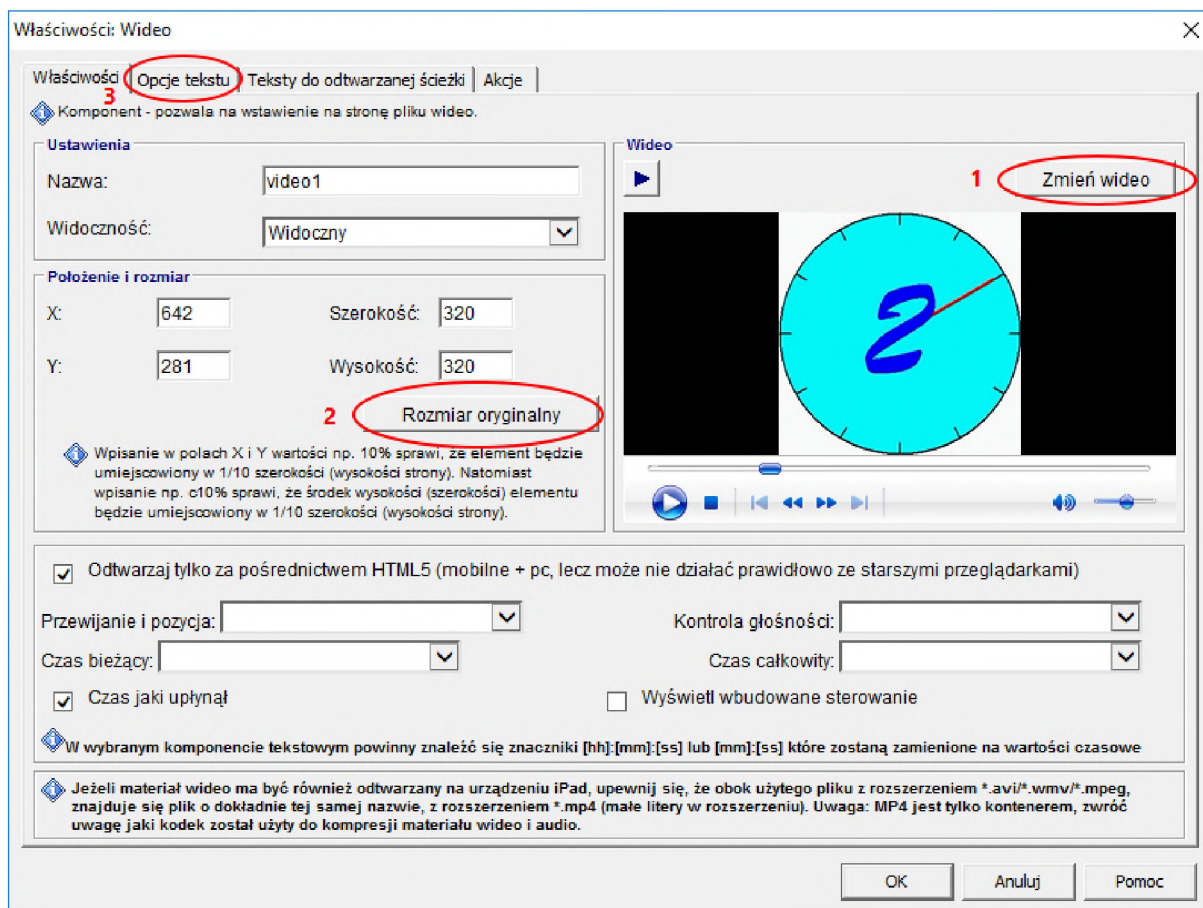 Właściwości: Wideo
Właściwości
Opcje tekstu
Teksty do odtwarzanej ścieżki
Akcje
3
Komponent - pozwala na wstawienie na stronę pliku wideo.
Ustawienia
Nazwa: video1
Widoczność: Widoczny
Położenie i rozmiar
X: 642 Szerokość: 320
Y: 281 Wysokość: 320
2 Rozmiar oryginalny
Wpisanie w polach X i Y wartości np. 10% sprawi, że element będzie
umiejscowiony w 1/10 szerokości (wysokości strony). Natomiast
wpisanie np. c10% sprawi, że środek wysokości (szerokości) elementu
będzie umiejscowiony w 1/10 szerokości (wysokości strony).
Wideo
1 Zmień wideo
2
Odtwarzaj tylko za pośrednictwem HTML5 (mobilne + pc, lecz może nie działać prawidłowo ze starszymi przeglądarkami)
Przewijanie i pozycja: Kontrola głośności:
Czas bieżący: Czas całkowity:
Czas jaki upłynął Wyświetl wbudowane sterowanie
W wybranym komponencie tekstowym powinny znaleźć się znaczniki [hh]:[mm]:[ss] lub [mm]:[ss] które zostaną zamienione na wartości czasowe
Jeżeli materiał wideo ma być również odtwarzany na urządzeniu iPad, upewnij się, że obok użytego pliku z rozszerzeniem *.avi/*.wmv/*.mpeg,
znajduje się plik o dokładnie tej samej nazwie, z rozszerzeniem *.mp4 (małe litery w rozszerzeniu). Uwaga: MP4 jest tylko kontenerem, zwróć
uwagę jaki kodek został użyty do kompresji materiału wideo i audio.
OK Anuluj Pomoc